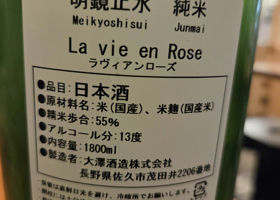 明鏡止水 純米
Meikyoshisui Junmai
La vie en Rose
ラヴィアンローズ
●品目:日本酒
●原材料名:米(国産)、米麹(国産米)
●精米歩合:55%
●アルコール分:13度
●内容量:1800ml
●製造者:大澤酒造株式会社
長野県佐久市茂田井2206番地